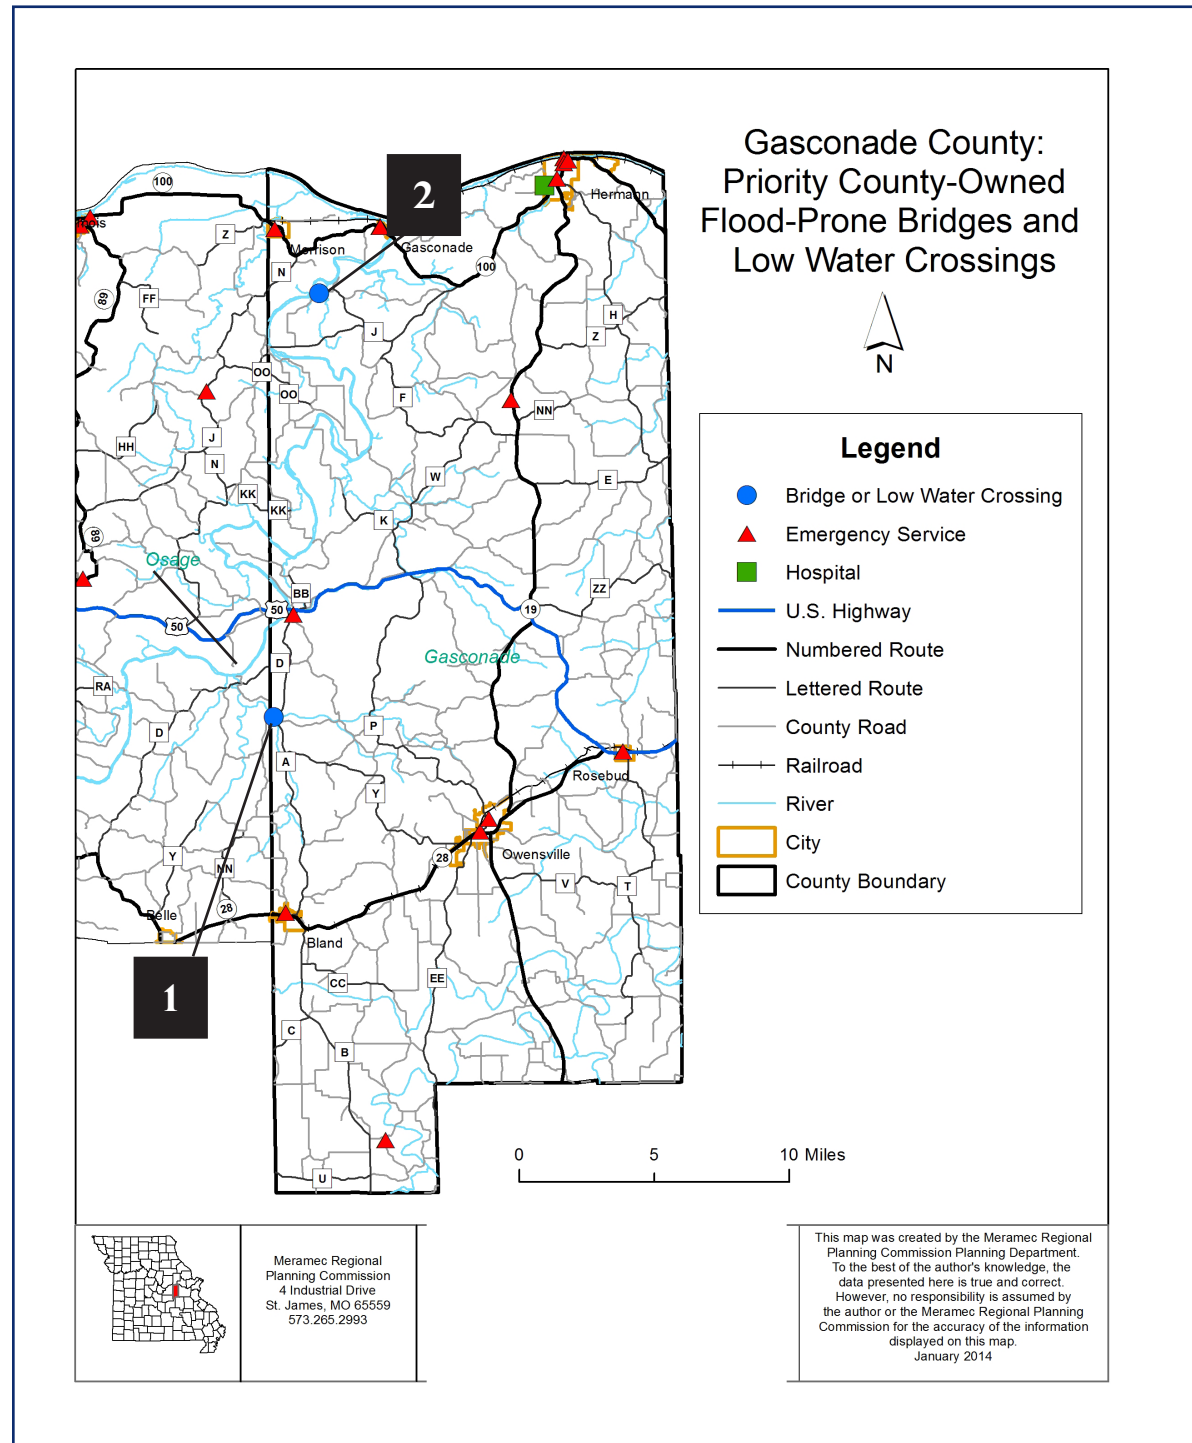 Gasconade County:
Priority County-Owned
Flood-Prone Bridges and
Low Water Crossings
N
Legend
Bridge or Low Water Crossing
Emergency Service
Hospital
U.S. Highway
Numbered Route
Lettered Route
County Road
Railroad
River
City
County Boundary
2
100
Hermann
Z
Morrison
Gasconade
N
100
89
FF
H
J
Z
OO
OO
F
NN
J
HH
N
W
E
KK
KK
K
89
Osage
BB
ZZ
50
19
50
Gasconade
D
RA
P
D
A
Rosebud
Y
Owensville
28
Y
NN
V
T
28
Belle
Bland
1
CC
EE
C
B
U
0 5 10 Miles
Meramec Regional
Planning Commission
4 Industrial Drive
St. James, MO 65559
573.265.2993
This map was created by the Meramec Regional
Planning Commission Planning Department.
To the best of the author's knowledge, the
data presented here is true and correct.
However, no responsibility is assumed by
the author or the Meramec Regional Planning
Commission for the accuracy of the information
displayed on this map.
January 2014